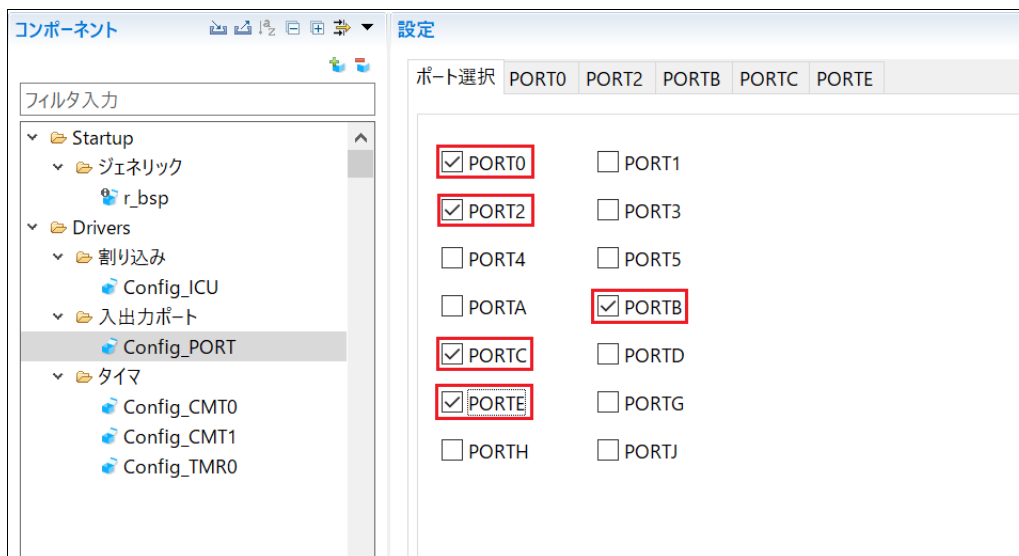 コンポーネント
設定
ポート選択 PORT0 PORT2 PORTB PORTC PORTE
フィルタ入力
Startup
ジェネリック
r_bsp
Drivers
割り込み
Config_ICU
入出力ポート
Config_PORT
タイマ
Config_CMT0
Config_CMT1
Config_TMR0
PORT0 PORT1
PORT2 PORT3
PORT4 PORT5
PORTA PORTB
PORTC PORTD
PORTE PORTG
PORTH PORTJ